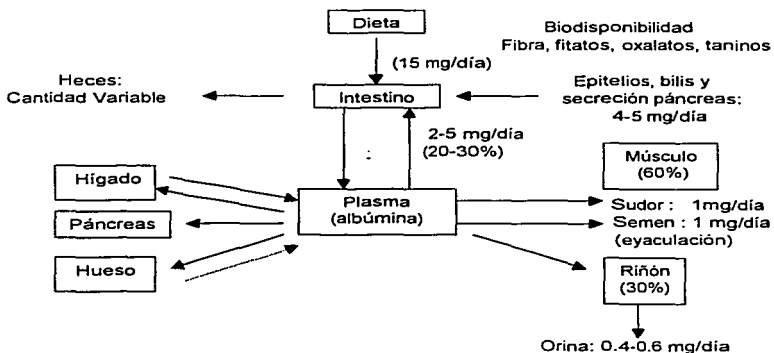 Dieta
Biodisponibilidad
Fibra, fitatos, oxalatos, taninos
(15 mg/día)
Heces:
Cantidad Variable
Intestino
Epitelios, bilis y
secreción páncreas:
4-5 mg/día
2-5 mg/día
(20-30%)
Músculo
(60%)
Hígado
Plasma
(albúmina)
Sudor : 1mg/día
Semen : 1 mg/día
(eyaculación)
Páncreas
Hueso
Riñón
(30%)
Orina: 0.4-0.6 mg/día